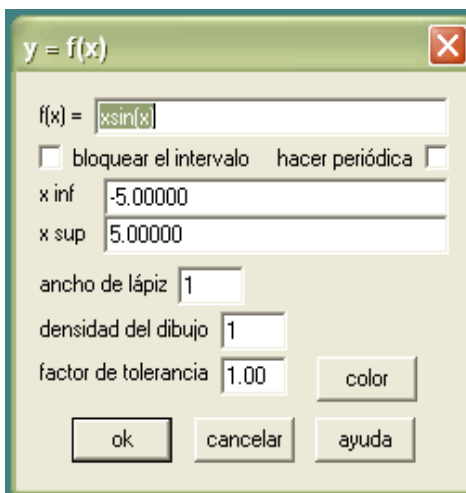 y = f(x)
f(x) = xsin(x)
bloquear el intervalo hacer periódica
x inf -5.00000
x sup 5.00000
ancho de lápiz 1
densidad del dibujo 1
factor de tolerancia 1.00 color
ok cancelar ayuda